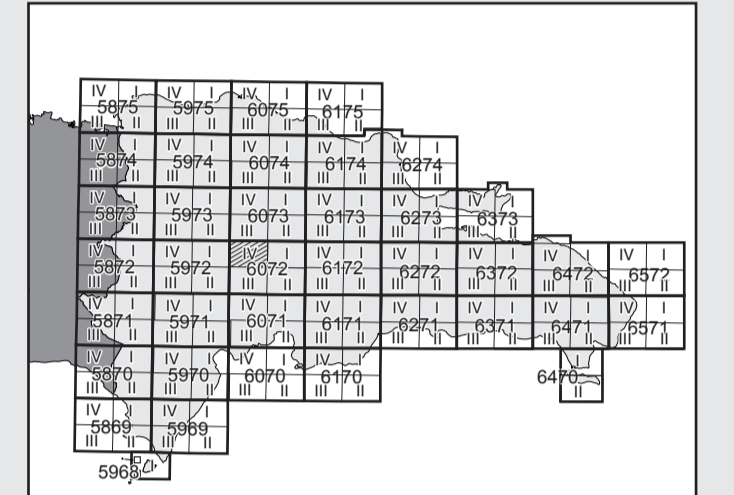 IV I IV I IV I IV I
5875 5975 6075 6175
III II III II III II III II
IV I IV I IV I IV I IV I
5874 5974 6074 6174 6274
III II III II III II III II III II
IV I IV I IV I IV I IV I IV I
5873 5973 6073 6173 6273 6373
III II III II III II III II III II III II
IV I IV I IV I IV I IV I IV I IV I IV I
5872 5972 6072 6172 6272 6372 6472 6572
III II III II III II III II III II III II III II III II
IV I IV I IV I IV I IV I IV I IV I IV I
5871 5971 6071 6171 6271 6371 6471 6571
III II III II III II III II III II III II III II III II
IV I IV I IV I IV I I
5870 5970 6070 6170 6470
III II III II III II III II II
IV I IV I
5869 5969
III II III II
I
5968